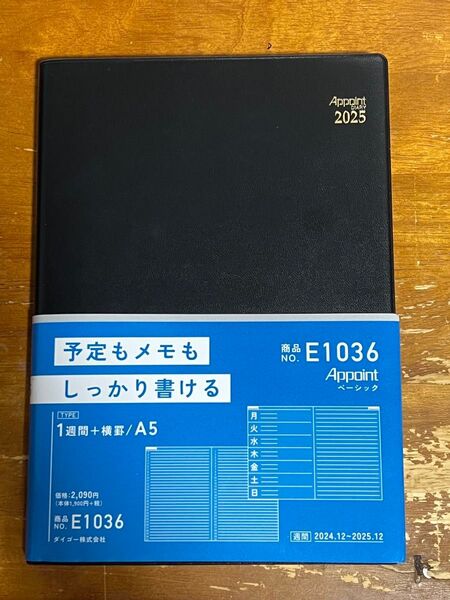 Appoint
DIARY
2025
予定もメモも
しっかり書ける
商品
NO. E1036
Appoint
ベーシック
TYPE
1週間+横罫/A5
月
火
水
木
金
土
日
価格:2,090円
(本体1,900円+税)
商品
NO. E1036
ダイゴー株式会社
週間 2024.12~2025.12